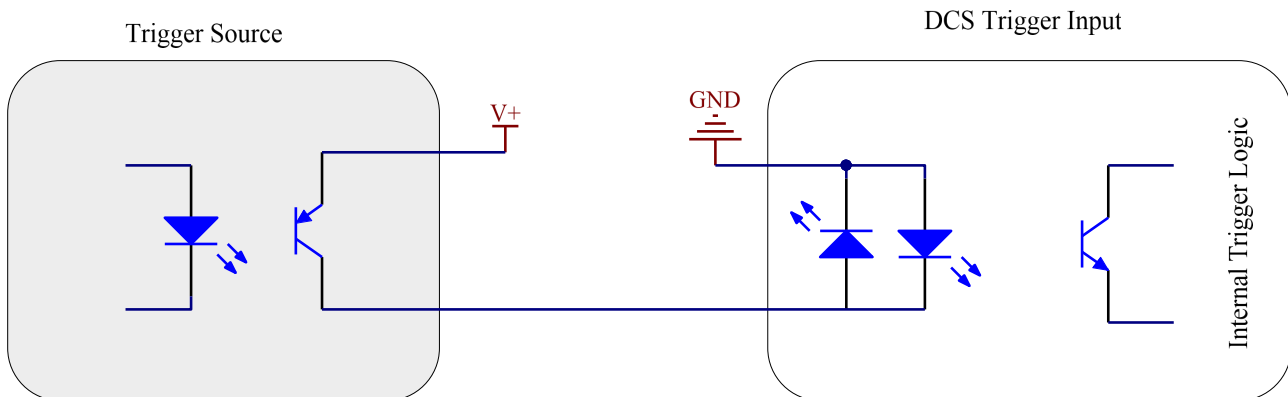 Trigger Source
DCS Trigger Input
V+
GND
Internal Trigger Logic